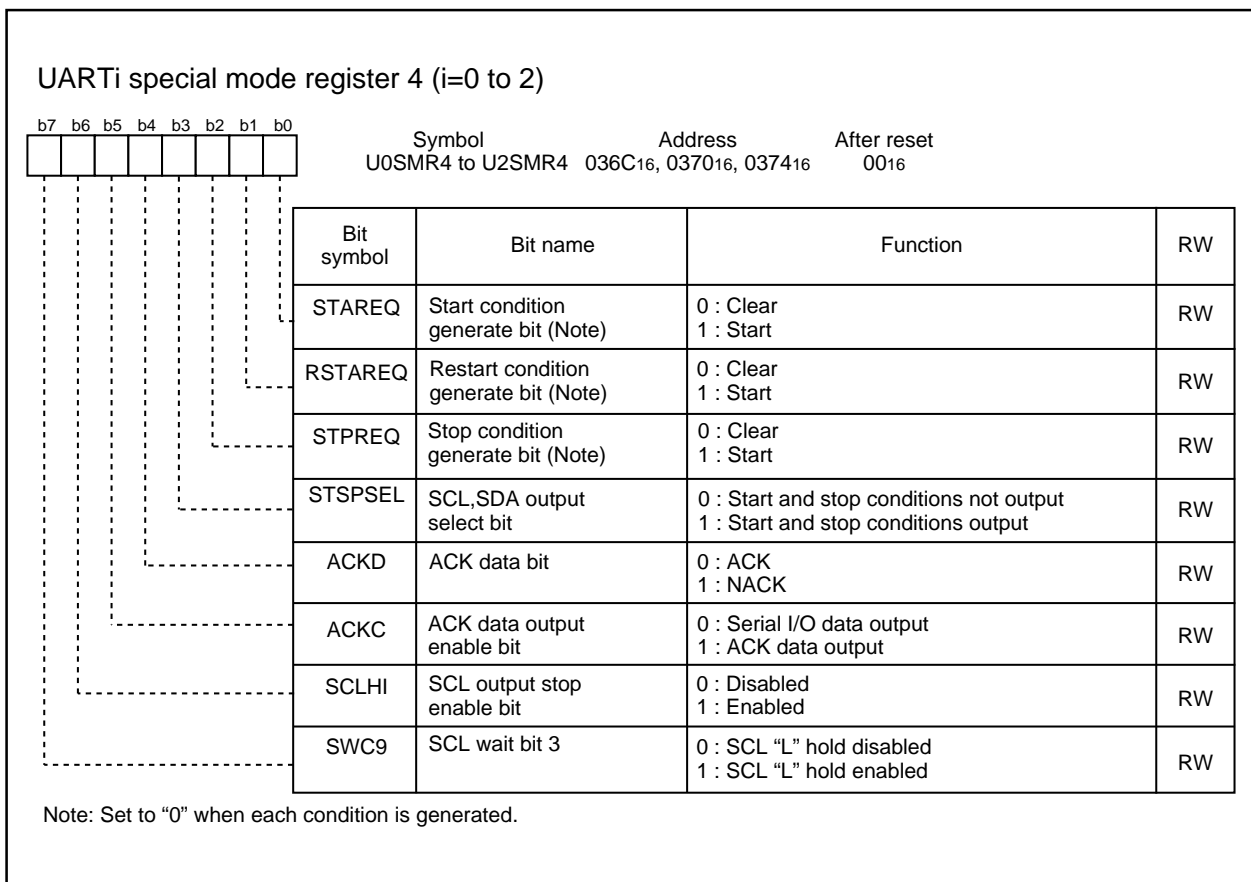 UARTi special mode register 4 (i=0 to 2)
b7 b6 b5 b4 b3 b2 b1 b0
Symbol Address After reset
U0SMR4 to U2SMR4 036C16, 037016, 037416 0016
Bit symbol Bit name Function RW
STAREQ Start condition 0 : Clear RW
generate bit (Note) 1 : Start
RSTAREQ Restart condition 0 : Clear RW
generate bit (Note) 1 : Start
STPREQ Stop condition 0 : Clear RW
generate bit (Note) 1 : Start
STSPSEL SCL,SDA output 0 : Start and stop conditions not output RW
select bit 1 : Start and stop conditions output
ACKD ACK data bit 0 : ACK RW
1 : NACK
ACKC ACK data output 0 : Serial I/O data output RW
enable bit 1 : ACK data output
SCLHI SCL output stop 0 : Disabled RW
enable bit 1 : Enabled
SWC9 SCL wait bit 3 0 : SCL “L” hold disabled RW
1 : SCL “L” hold enabled
Note: Set to “0” when each condition is generated.